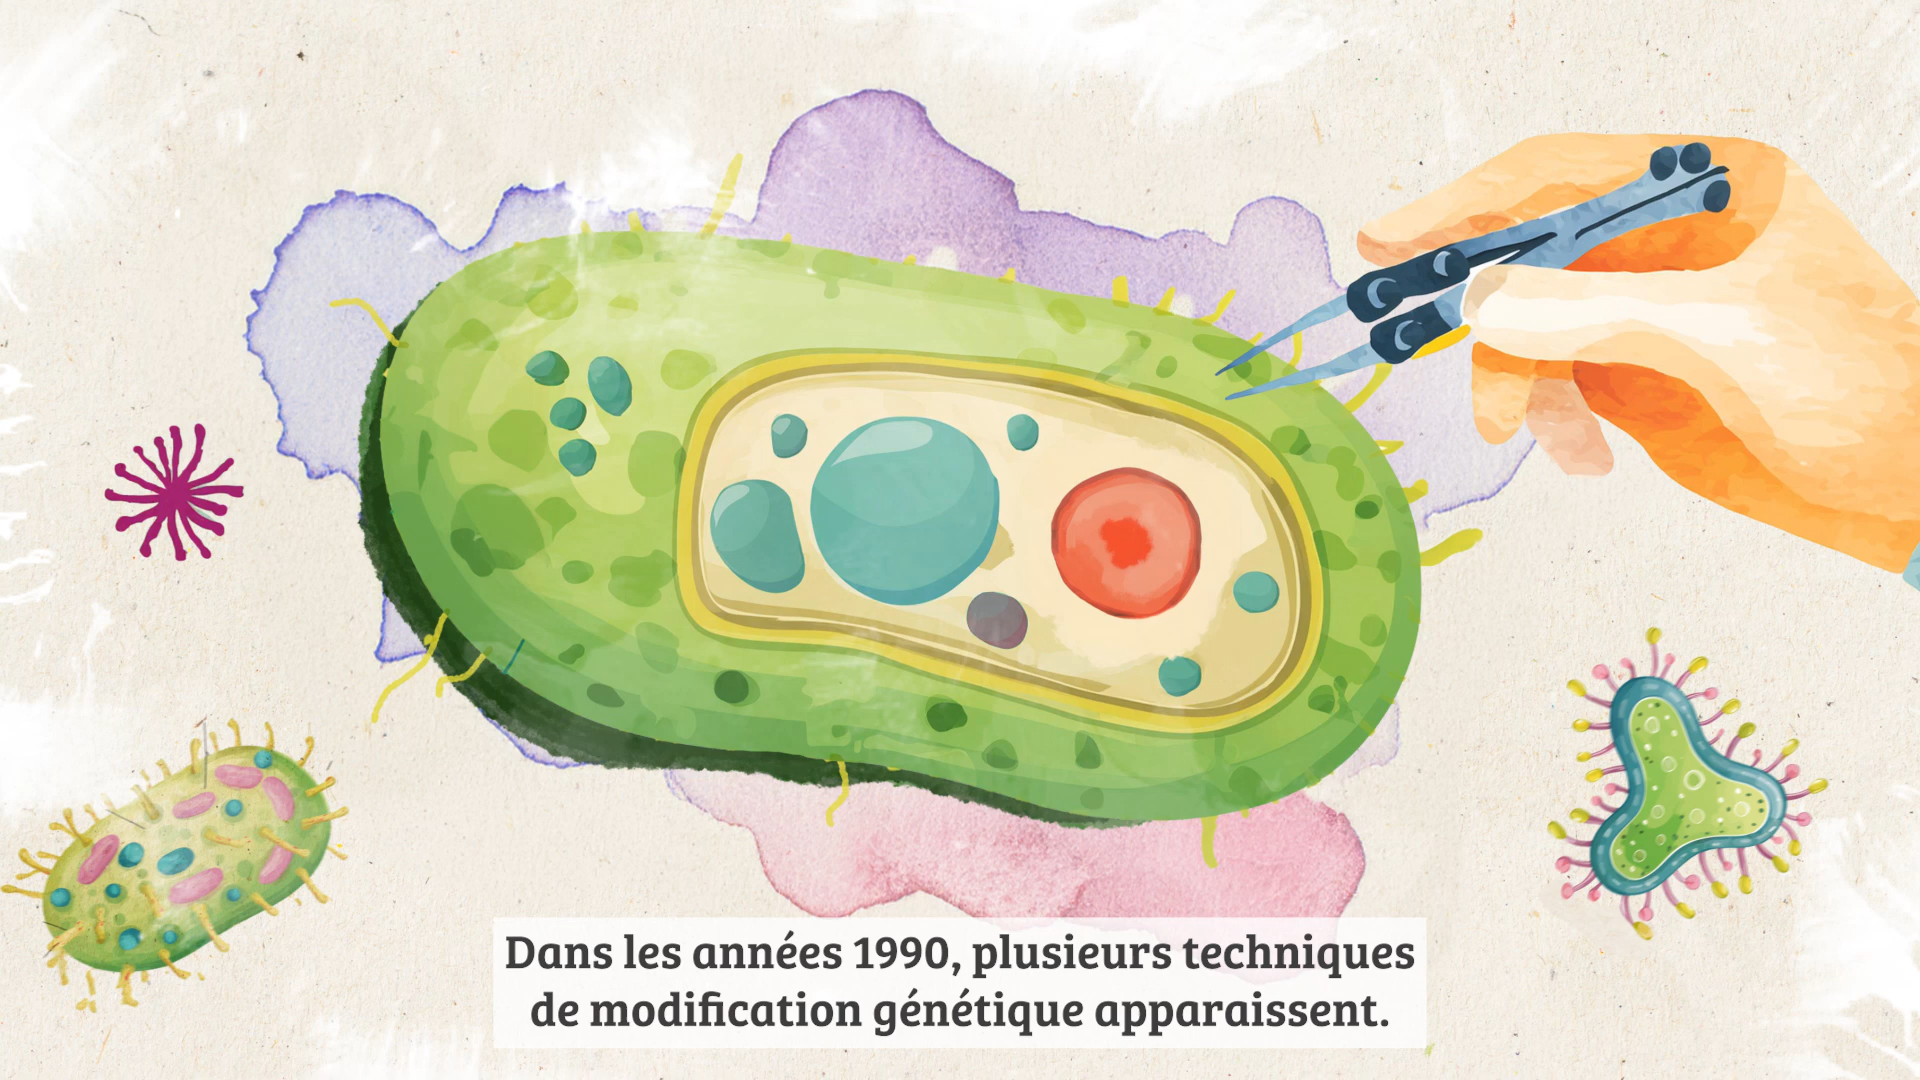 Dans les années 1990, plusieurs techniques
de modification génétique apparaissent.